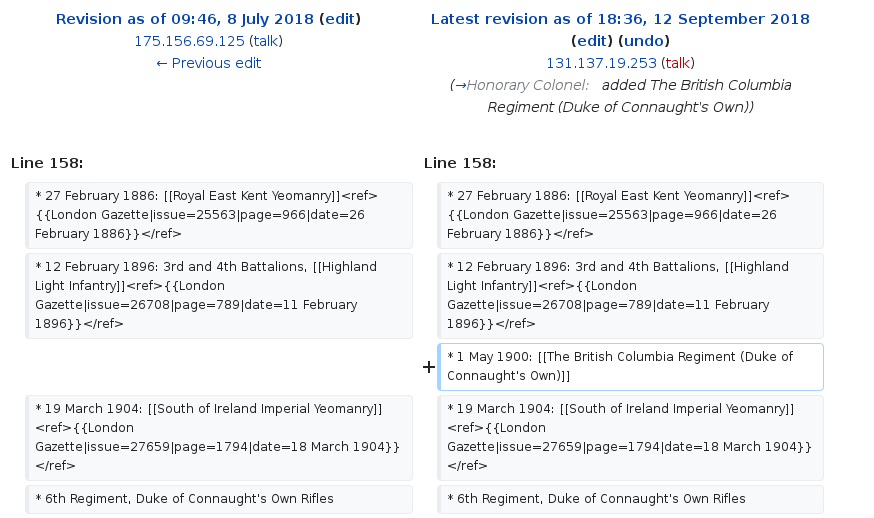 Revision as of 09:46, 8 July 2018 (edit)
175.156.69.125 (talk)
← Previous edit
Latest revision as of 18:36, 12 September 2018
(edit) (undo)
131.137.19.253 (talk)
(→Honorary Colonel: added The British Columbia
Regiment (Duke of Connaught's Own))
Line 158:
Line 158:
* 27 February 1886: [[Royal East Kent Yeomanry]]<ref>
{{London Gazette|issue=25563|page=966|date=26
February 1886}}</ref>
* 27 February 1886: [[Royal East Kent Yeomanry]]<ref>
{{London Gazette|issue=25563|page=966|date=26
February 1886}}</ref>
* 12 February 1896: 3rd and 4th Battalions, [[Highland
Light Infantry]]<ref>{{London
Gazette|issue=26708|page=789|date=11 February
1896}}</ref>
* 12 February 1896: 3rd and 4th Battalions, [[Highland
Light Infantry]]<ref>{{London
Gazette|issue=26708|page=789|date=11 February
1896}}</ref>
+ * 1 May 1900: [[The British Columbia Regiment (Duke of
Connaught's Own)]]
* 19 March 1904: [[South of Ireland Imperial Yeomanry]]
<ref>{{London
Gazette|issue=27659|page=1794|date=18 March 1904}}
</ref>
* 19 March 1904: [[South of Ireland Imperial Yeomanry]]
<ref>{{London
Gazette|issue=27659|page=1794|date=18 March 1904}}
</ref>
* 6th Regiment, Duke of Connaught's Own Rifles
* 6th Regiment, Duke of Connaught's Own Rifles